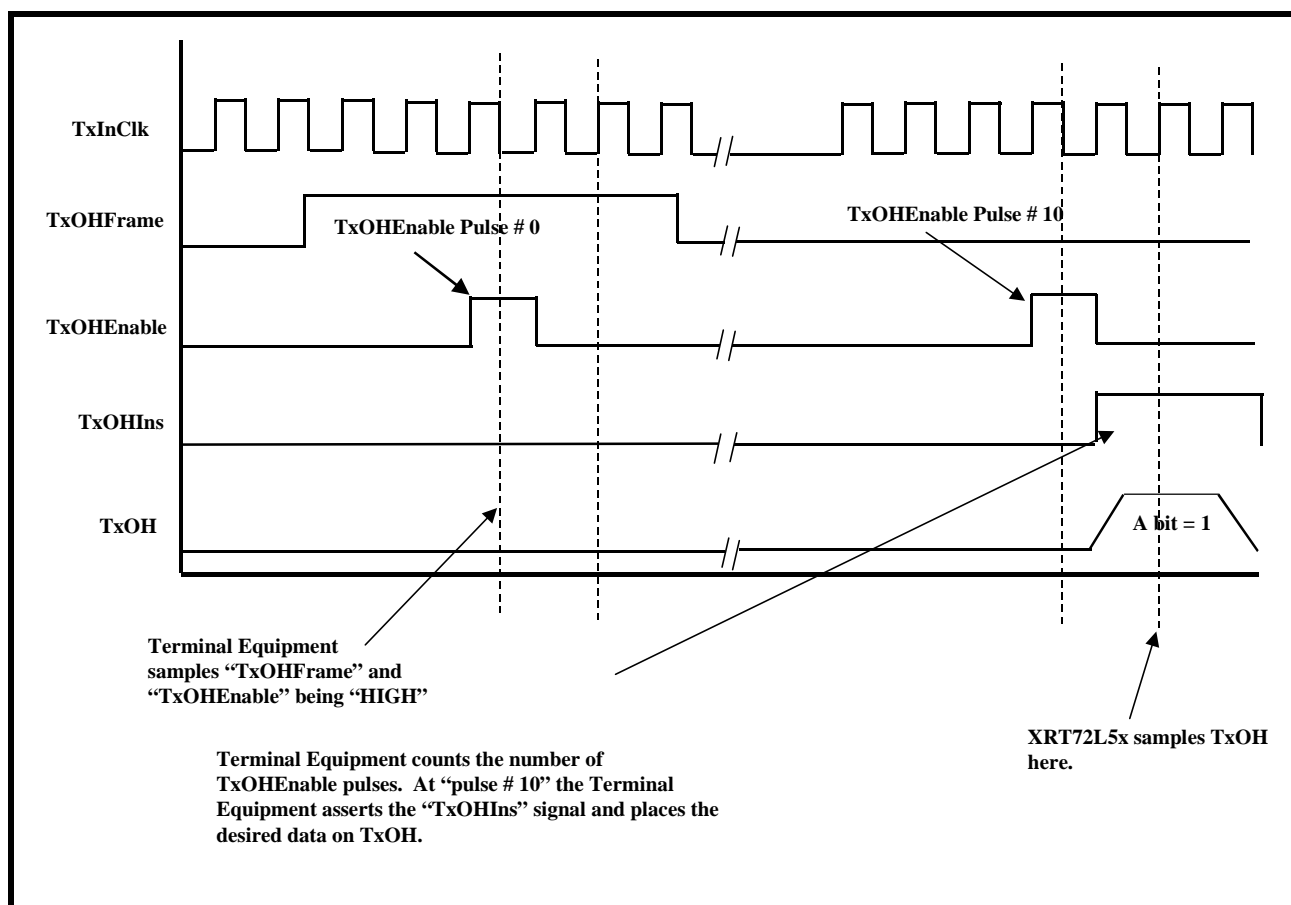 TxInClk
TxOHFrame
TxOHEnable Pulse # 0
TxOHEnable Pulse # 10
TxOHEnable
TxOHIns
TxOH
A bit = 1
Terminal Equipment
samples “TxOHFrame” and
“TxOHEnable” being “HIGH”
XRT72L5x samples TxOH
here.
Terminal Equipment counts the number of
TxOHEnable pulses. At “pulse # 10” the Terminal
Equipment asserts the “TxOHIns” signal and places the
desired data on TxOH.